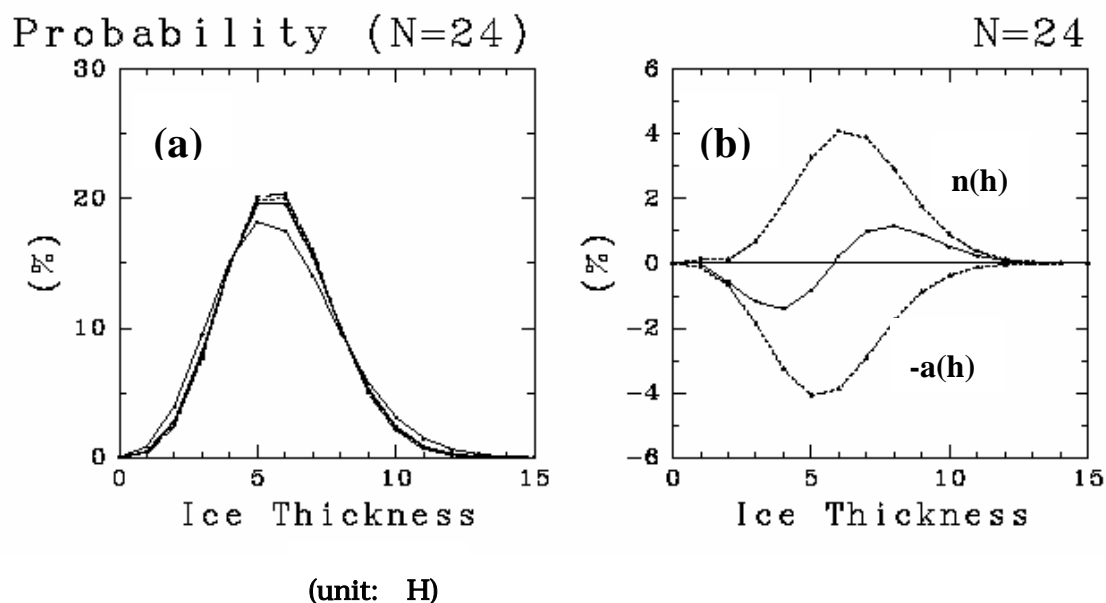 Probability (N=24)
30
20
10
0
(%)
(a)
0 5 10 15
Ice Thickness
N=24
6
4
2
0
-2
-4
-6
(%)
(b)
n(h)
-a(h)
0 5 10 15
Ice Thickness
(unit: H)